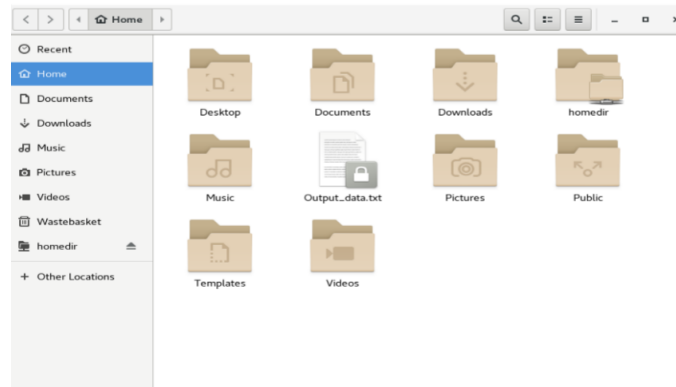 Home
Recent
Home
Documents
Downloads
Music
Pictures
Videos
Wastebasket
homedir
+ Other Locations
Desktop
Documents
Downloads
homedir
Music
Output_data.txt
Pictures
Public
Templates
Videos